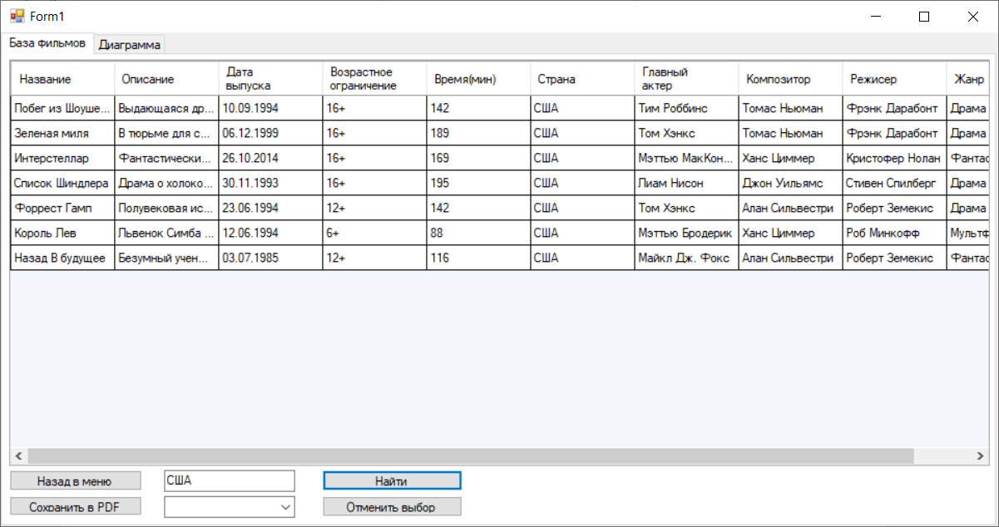 Form1
База фильмов Диаграмма
Название Описание Дата выпуска Возрастное ограничение Время(мин) Страна Главный актер Композитор Режисер Жанр
Побег из Шоуше... Выдающаяся др... 10.09.1994 16+ 142 США Тим Роббинс Томас Ньюман Фрэнк Дарабонт Драма
Зеленая миля В тюрьме для с... 06.12.1999 16+ 189 США Том Хэнкс Томас Ньюман Фрэнк Дарабонт Драма
Интерстеллар Фантастически... 26.10.2014 16+ 169 США Мэттью МакКон... Ханс Циммер Кристофер Нолан Фантас
Список Шиндлера Драма о холоко... 30.11.1993 16+ 195 США Лиам Нисон Джон Уильямс Стивен Спилберг Драма
Форрест Гамп Полувековая ис... 23.06.1994 12+ 142 США Том Хэнкс Алан Сильвестри Роберт Земекис Драма
Король Лев Львенок Симба ... 12.06.1994 6+ 88 США Мэттью Бродерик Ханс Циммер Роб Минкофф Мультф
Назад В будущее Безумный учен... 03.07.1985 12+ 116 США Майкл Дж. Фокс Алан Сильвестри Роберт Земекис Фантас
Назад в меню США Найти
Сохранить в PDF Отменить выбор